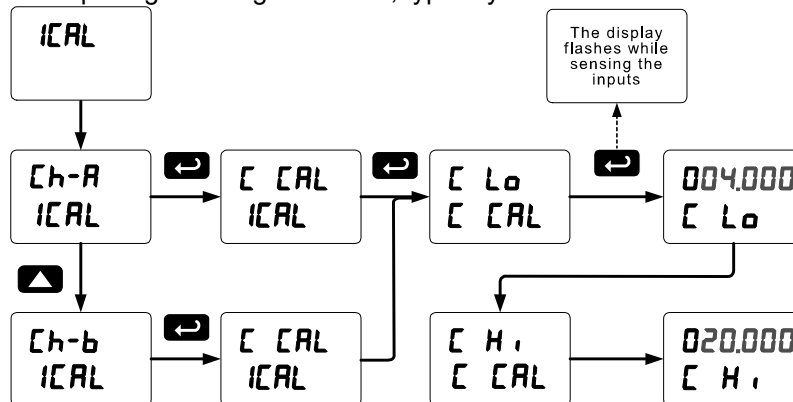 ICAL
The display
flashes while
sensing the
inputs
Ch-A
ICAL
C CAL
ICAL
C Lo
C CAL
004.000
C Lo
Ch-b
ICAL
C CAL
ICAL
C Hi
C CAL
020.000
C Hi